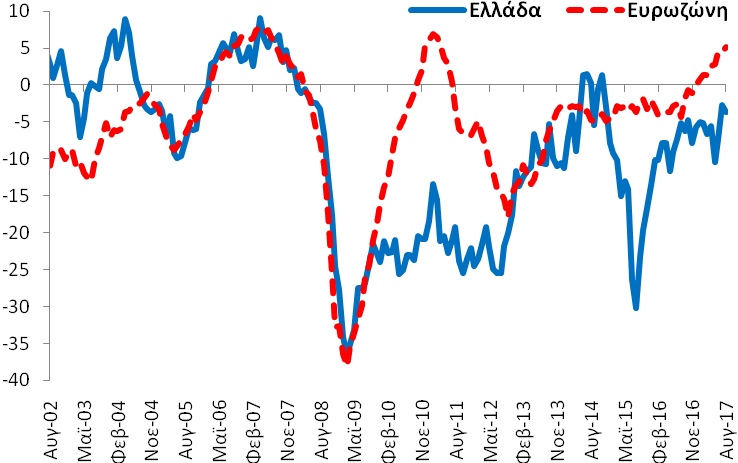 Ελλάδα Ευρωζώνη
10
5
0
-5
-10
-15
-20
-25
-30
-35
-40
Αυγ-02
Μαϊ-03
Φεβ-04
Νοε-04
Αυγ-05
Μαϊ-06
Φεβ-07
Νοε-07
Αυγ-08
Μαϊ-09
Φεβ-10
Νοε-10
Αυγ-11
Μαϊ-12
Φεβ-13
Νοε-13
Αυγ-14
Μαϊ-15
Φεβ-16
Νοε-16
Αυγ-17